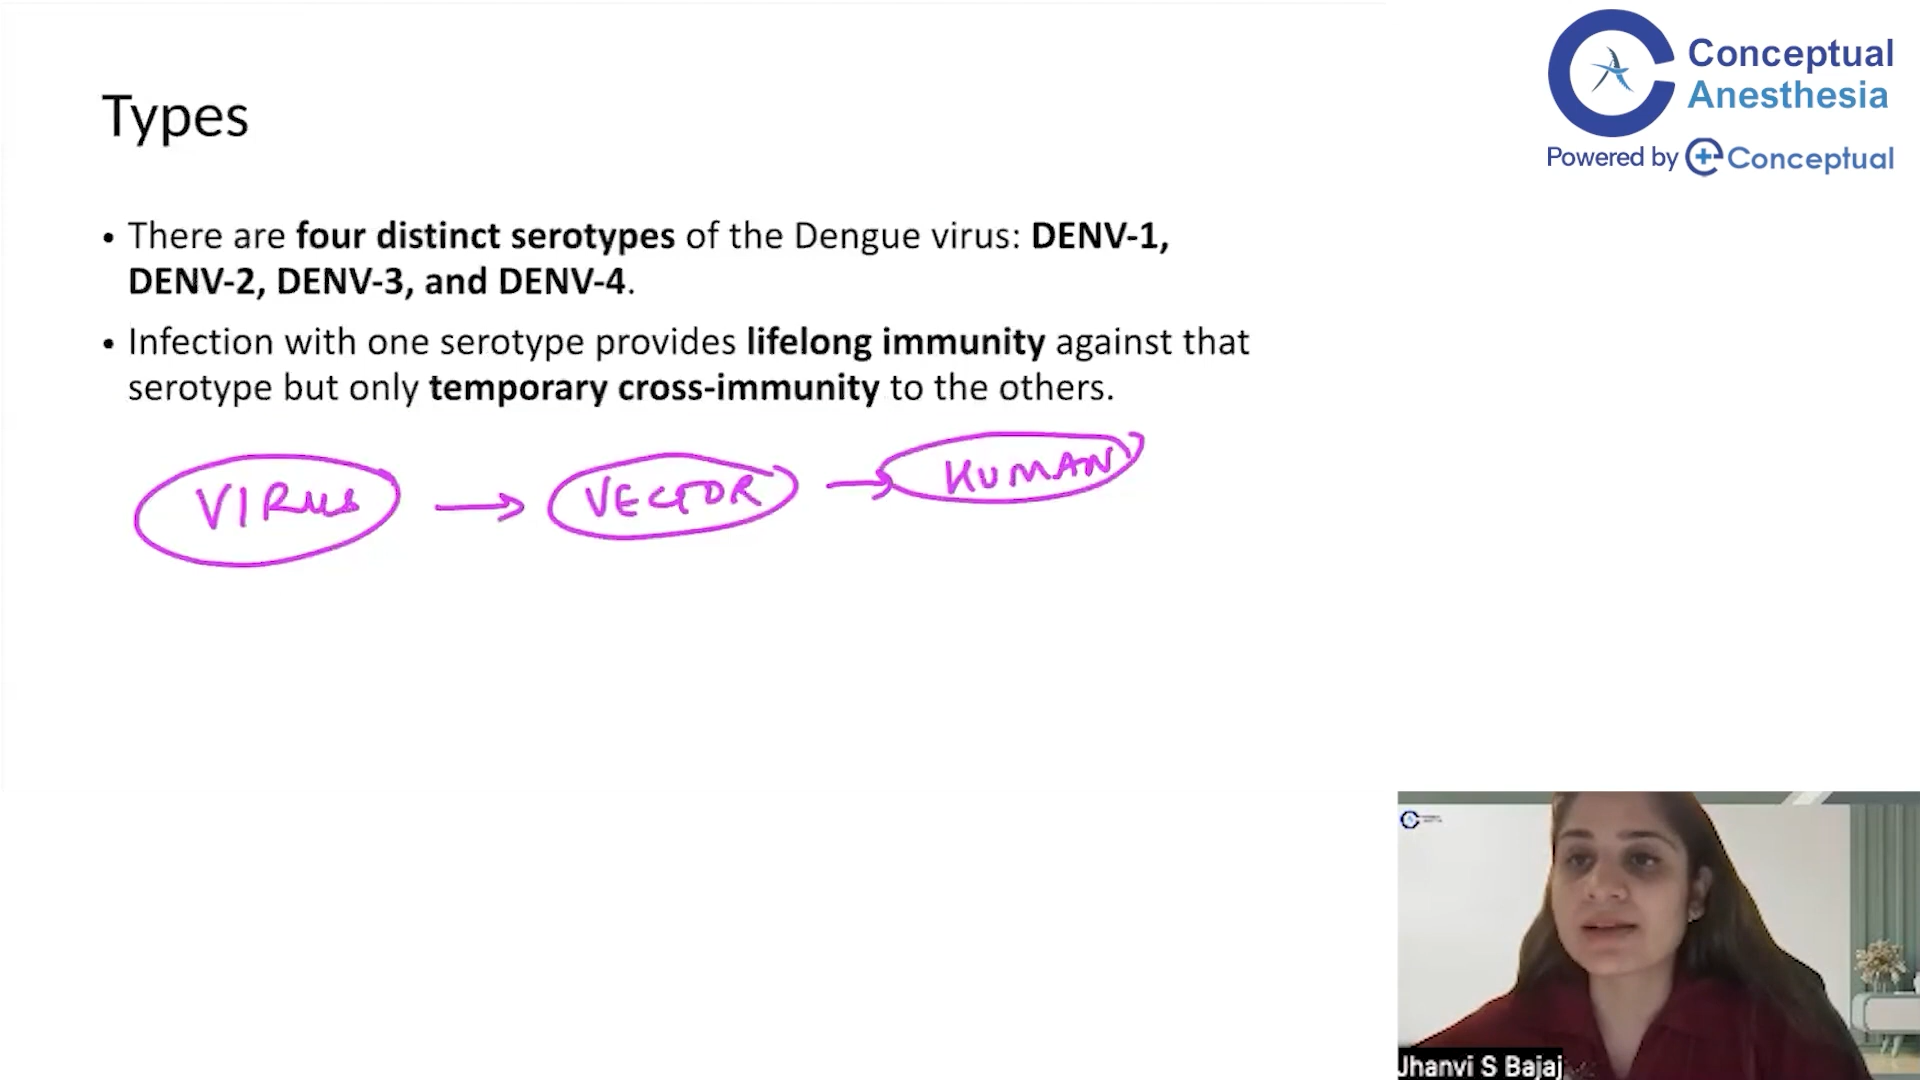 Conceptual
Anesthesia
Powered by Conceptual
Types
• There are four distinct serotypes of the Dengue virus: DENV-1,
DENV-2, DENV-3, and DENV-4.
• Infection with one serotype provides lifelong immunity against that
serotype but only temporary cross-immunity to the others.
VIRUS → VECTOR → HUMAN
Jhanvi S Bajaj